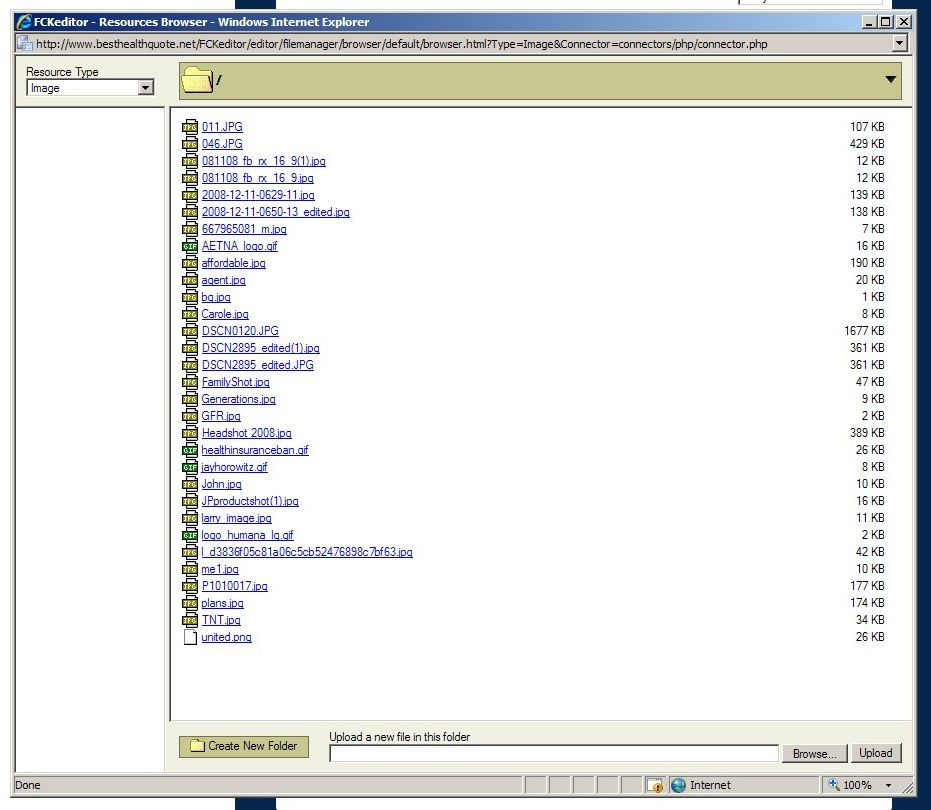 FCKeditor - Resources Browser - Windows Internet Explorer
http://www.besthealthquote.net/FCKeditor/editor/filemanager/browser/default/browser.html?Type=Image&Connector=connectors/php/connector.php
Resource Type
Image
/
011.JPG 107 KB
046.JPG 429 KB
081108_fb_rx_16_9(1).jpg 12 KB
081108_fb_rx_16_9.jpg 12 KB
2008-12-11-0629-11.jpg 139 KB
2008-12-11-0650-13_edited.jpg 138 KB
667965081_m.jpg 7 KB
AETNA_logo.gif 16 KB
affordable.jpg 190 KB
agent.jpg 20 KB
bg.jpg 1 KB
Carole.jpg 8 KB
DSCN0120.JPG 1677 KB
DSCN2895_edited(1).jpg 361 KB
DSCN2895_edited.JPG 361 KB
FamilyShot.jpg 47 KB
Generations.jpg 9 KB
GFR.jpg 2 KB
Headshot 2008.jpg 389 KB
healthinsuranceban.gif 26 KB
jayhorowitz.gif 8 KB
John.jpg 10 KB
JPproductshot(1).jpg 16 KB
larry_image.jpg 11 KB
logo_humana_lg.gif 2 KB
l_d3836f05c81a06c5cb52476898c7bf63.jpg 42 KB
me1.jpg 10 KB
P1010017.jpg 177 KB
plans.jpg 174 KB
TNT.jpg 34 KB
united.png 26 KB
Create New Folder
Upload a new file in this folder
Browse... Upload
Done Internet 100%